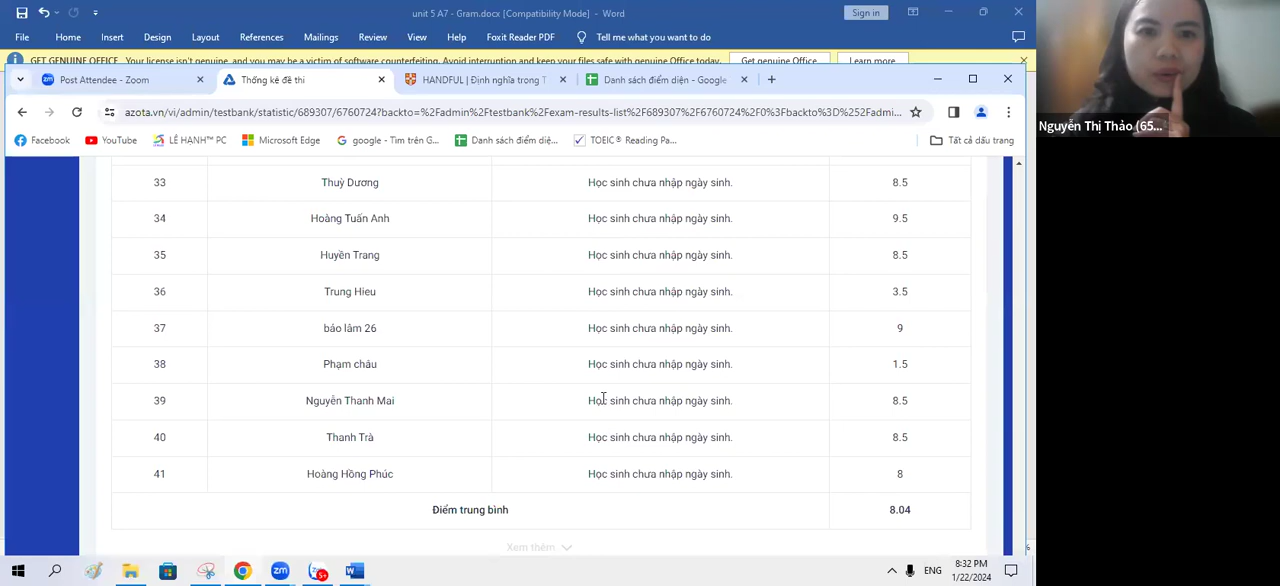 unit 5 A7 - Gram.docx [Compatibility Mode] - Word
Sign in
File Home Insert Design Layout References Mailings Review View Help Foxit Reader PDF Tell me what you want to do
GET GENUINE OFFICE Your license isn't genuine, and you may be a victim of software counterfeiting. Avoid interruption and keep your files safe with genuine Office today. Get genuine Office Learn more
Post Attendee - Zoom Thống kê đề thi HANDFUL | Định nghĩa trong T Danh sách điểm diện - Google
azota.vn/vi/admin/testbank/statistic/689307/6760724?backto=%2Fadmin%2Ftestbank%2Fexam-results-list%2F689307%2F6760724%2F0%3Fbackto%3D%252Fadmi...
Facebook YouTube LÊ HẠNH™ PC Microsoft Edge google - Tìm trên G... Danh sách điểm diệ... TOEIC® Reading Pa... Tất cả dấu trang
33 Thuỳ Dương Học sinh chưa nhập ngày sinh. 8.5
34 Hoàng Tuấn Anh Học sinh chưa nhập ngày sinh. 9.5
35 Huyền Trang Học sinh chưa nhập ngày sinh. 8.5
36 Trung Hieu Học sinh chưa nhập ngày sinh. 3.5
37 bảo lâm 26 Học sinh chưa nhập ngày sinh. 9
38 Phạm châu Học sinh chưa nhập ngày sinh. 1.5
39 Nguyễn Thanh Mai Học sinh chưa nhập ngày sinh. 8.5
40 Thanh Trà Học sinh chưa nhập ngày sinh. 8.5
41 Hoàng Hồng Phúc Học sinh chưa nhập ngày sinh. 8
Điểm trung bình 8.04
Xem thêm
ENG 8:32 PM
1/22/2024
Nguyễn Thị Thảo (65...